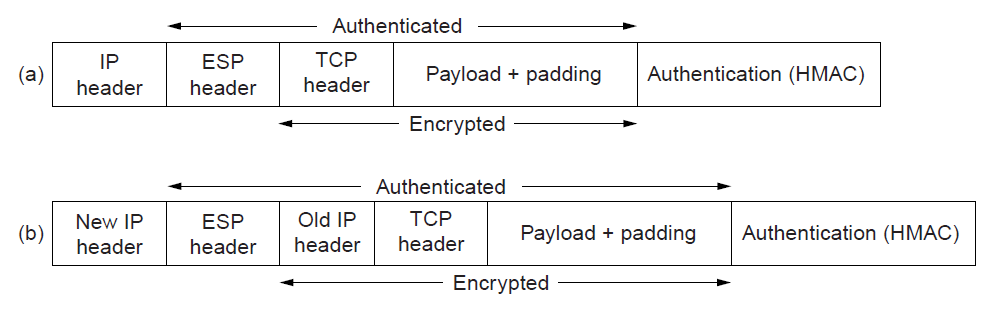 Authenticated
(a)
IP header
ESP header
TCP header
Payload + padding
Authentication (HMAC)
Encrypted
Authenticated
(b)
New IP header
ESP header
Old IP header
TCP header
Payload + padding
Authentication (HMAC)
Encrypted